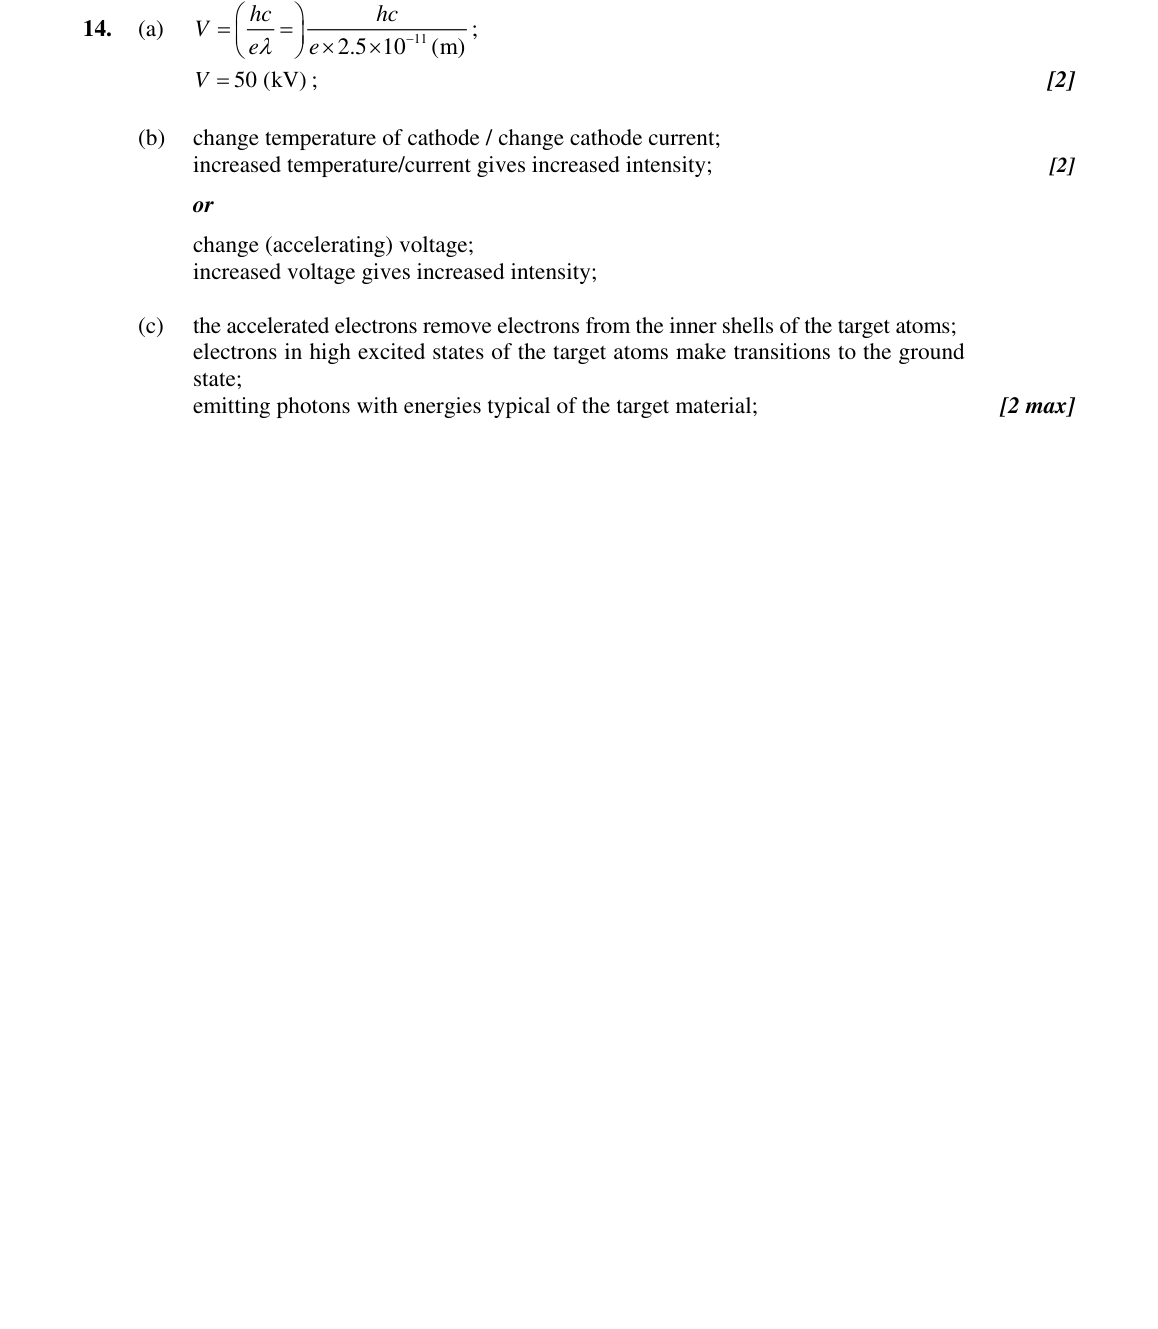 14. (a) V = (hc/eλ =) hc/(e × 2.5 × 10⁻¹¹ (m)) ;
V = 50 (kV) ; [2]
(b) change temperature of cathode / change cathode current;
increased temperature/current gives increased intensity; [2]
or
change (accelerating) voltage;
increased voltage gives increased intensity;
(c) the accelerated electrons remove electrons from the inner shells of the target atoms;
electrons in high excited states of the target atoms make transitions to the ground
state;
emitting photons with energies typical of the target material; [2 max]